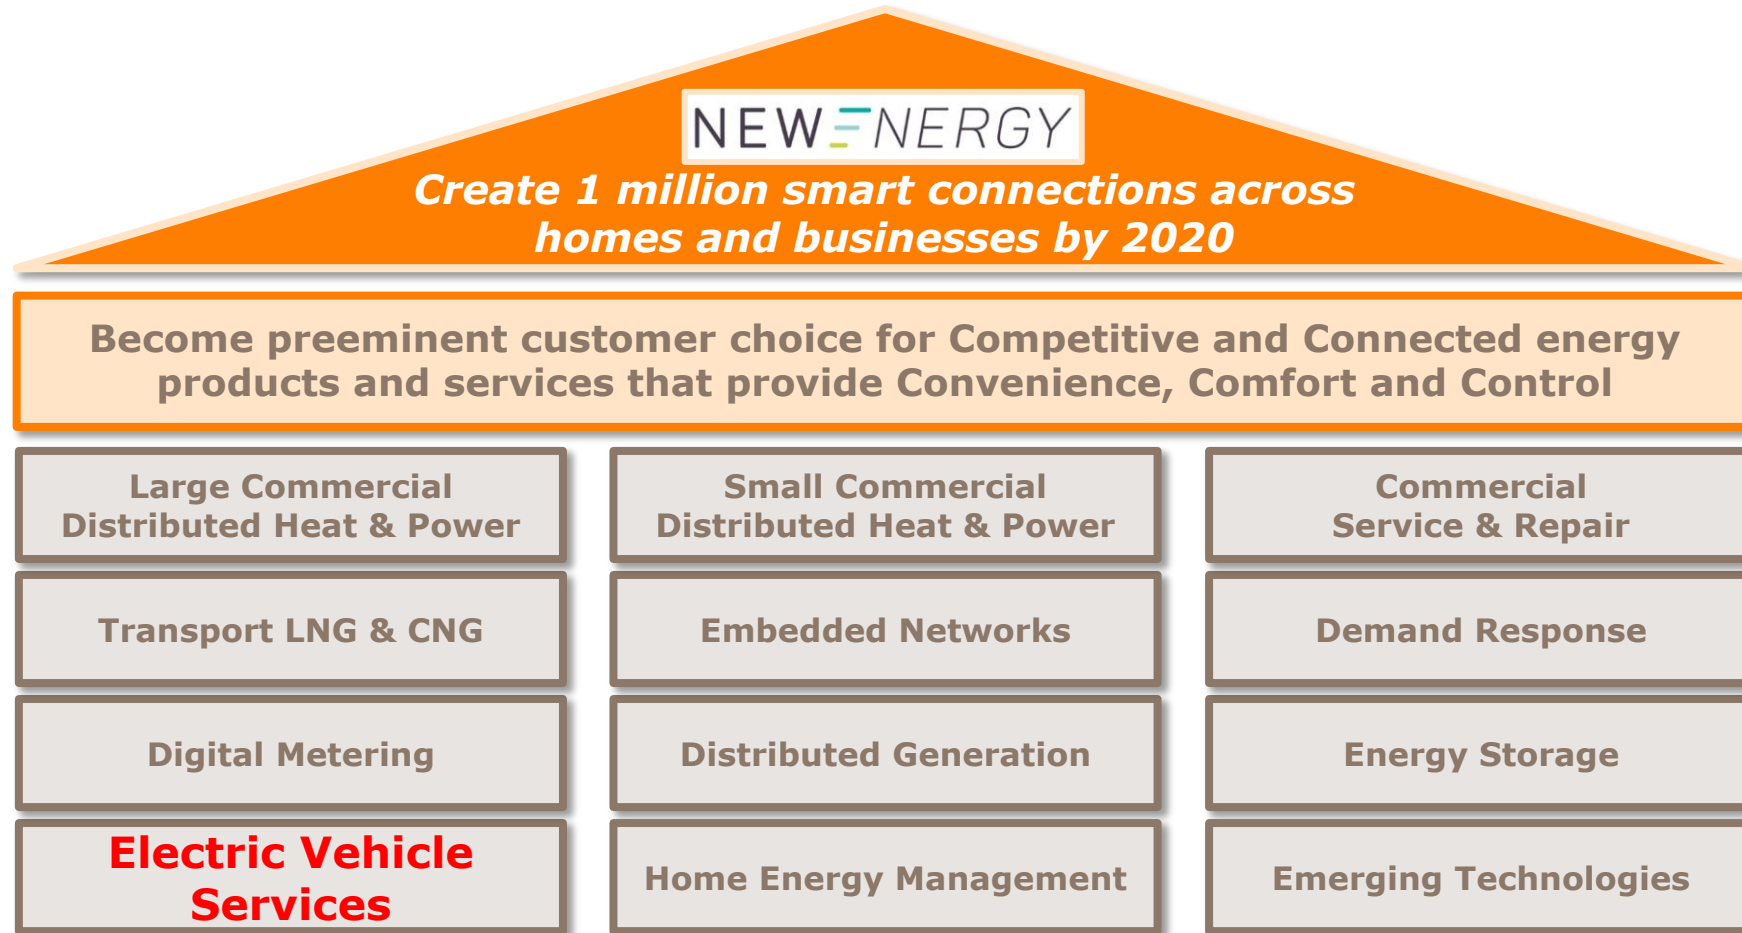 NEWENERGY
Create 1 million smart connections across
homes and businesses by 2020
Become preeminent customer choice for Competitive and Connected energy
products and services that provide Convenience, Comfort and Control
Large Commercial
Distributed Heat & Power
Small Commercial
Distributed Heat & Power
Commercial
Service & Repair
Transport LNG & CNG
Embedded Networks
Demand Response
Digital Metering
Distributed Generation
Energy Storage
Electric Vehicle
Services
Home Energy Management
Emerging Technologies